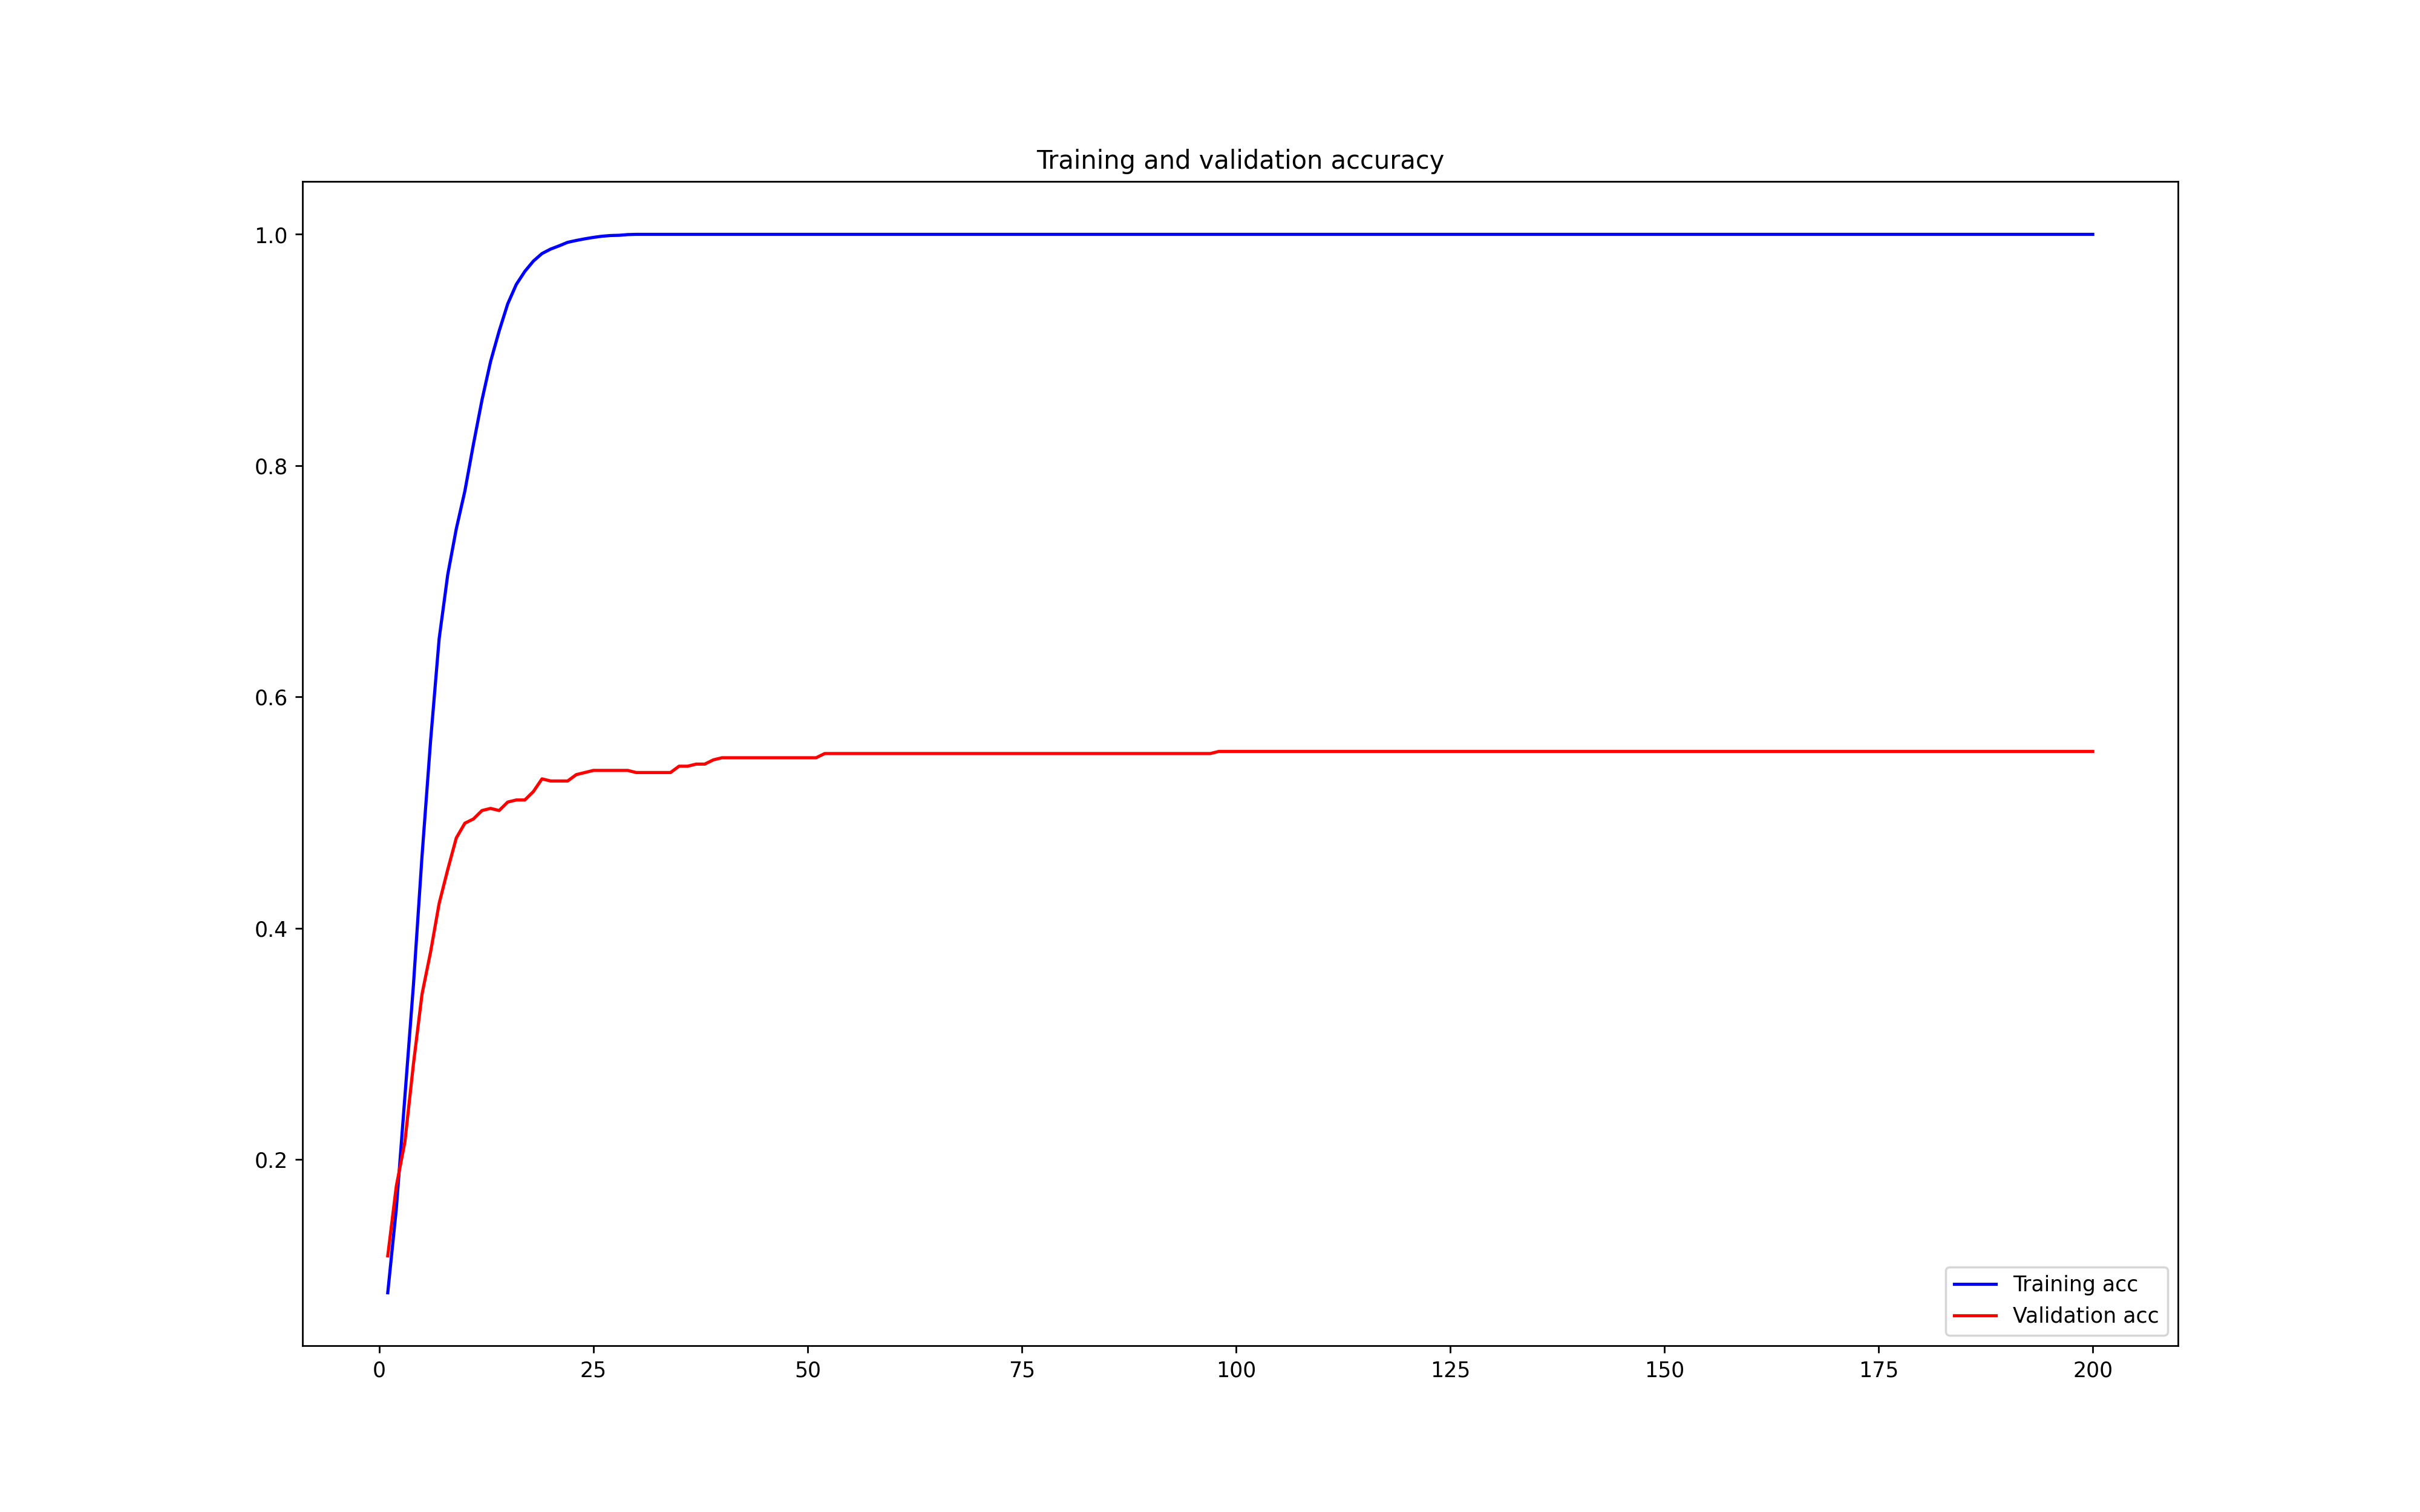 Training and validation accuracy
1.0
0.8
0.6
0.4
0.2
0 25 50 75 100 125 150 175 200
Training acc
Validation acc